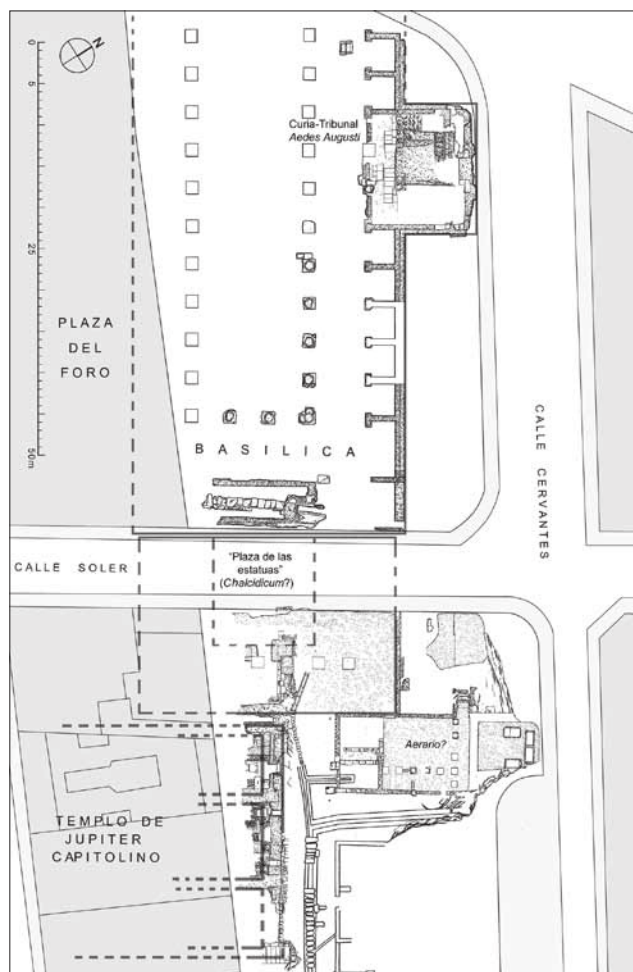 N
0
5
25
50m
Curia-Tribunal
Aedes Augusti
PLAZA
DEL
FORO
BASILICA
CALLE CERVANTES
CALLE SOLER
"Plaza de las
estatuas"
(Chalcidicum?)
Aerario?
TEMPLO DE
JUPITER
CAPITOLINO